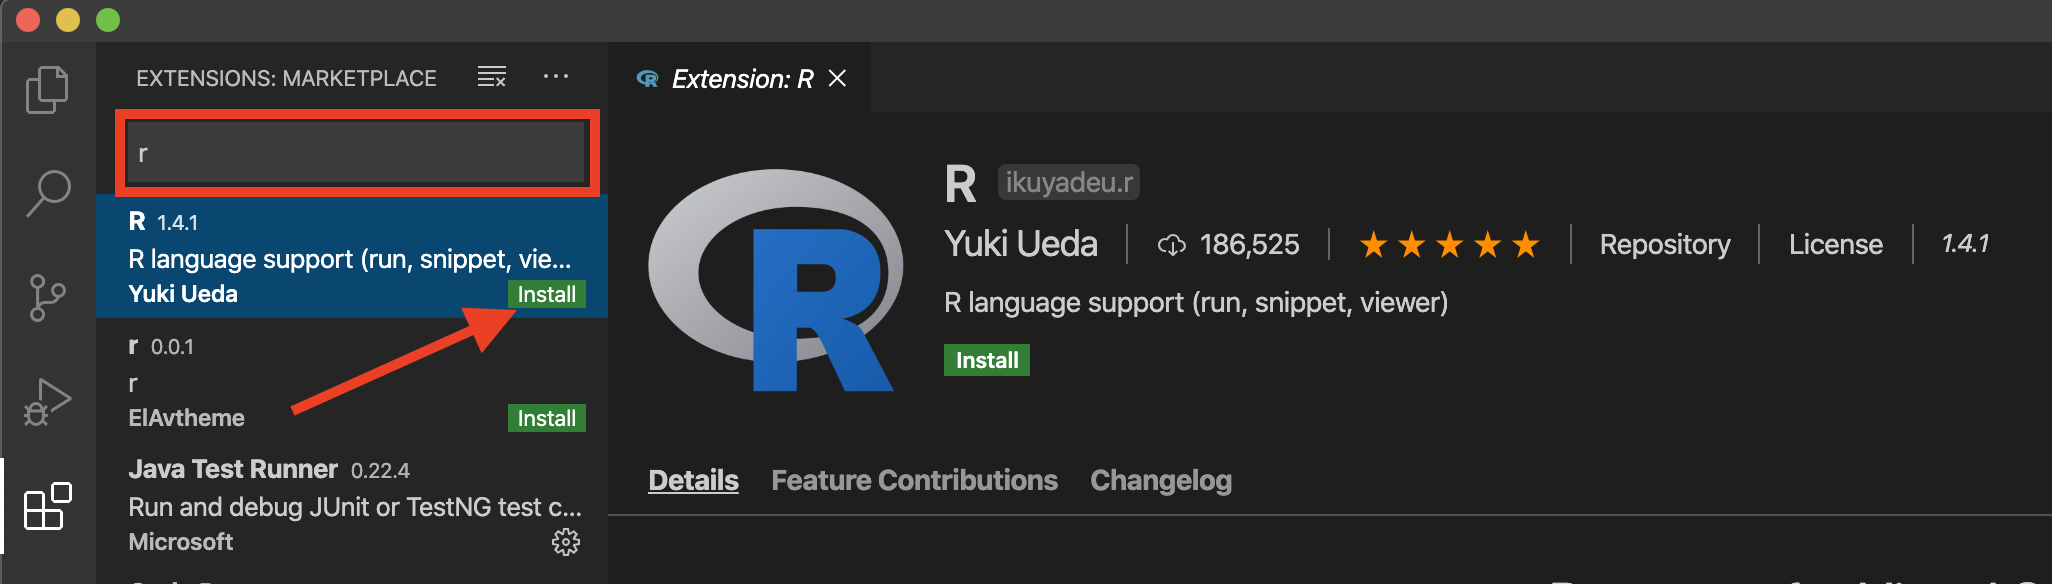 EXTENSIONS: MARKETPLACE
r
R 1.4.1
R language support (run, snippet, vie...
Yuki Ueda Install
r 0.0.1
r
ElAvtheme Install
Java Test Runner 0.22.4
Run and debug JUnit or TestNG test c...
Microsoft
R Extension: R
R
R ikuyadeu.r
Yuki Ueda 186,525 Repository License 1.4.1
R language support (run, snippet, viewer)
Install
Details Feature Contributions Changelog